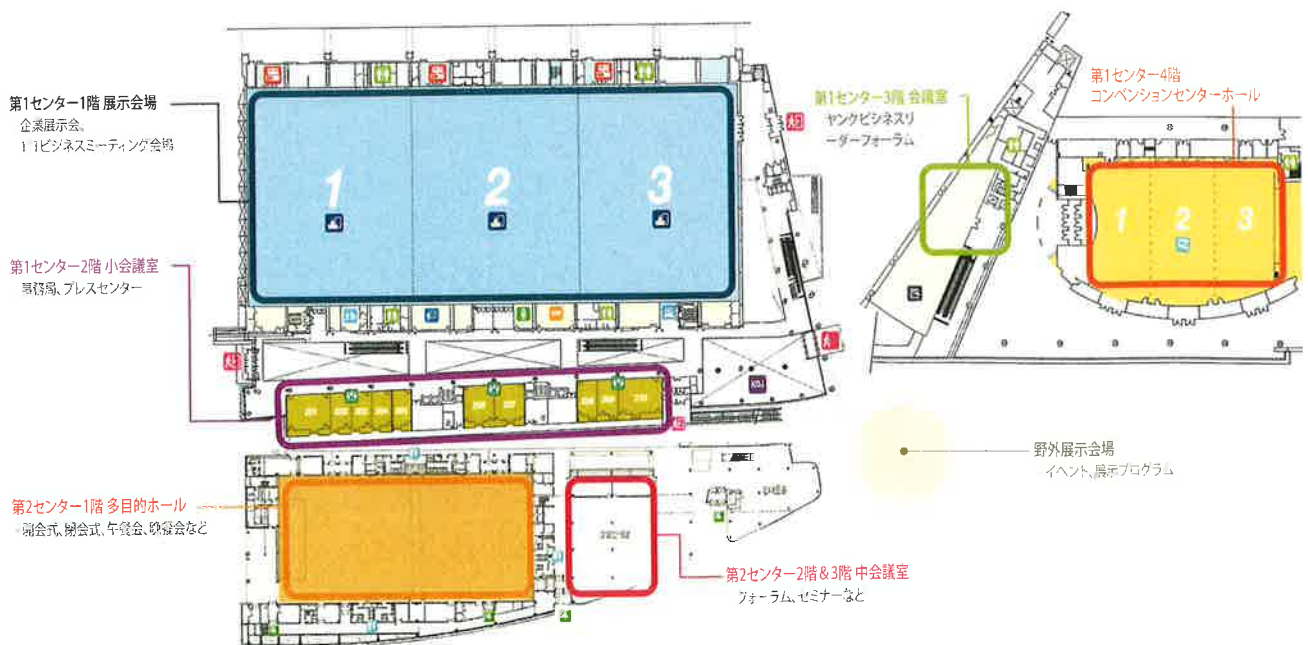 第1センター1階 展示会場
企業展示会、
1:1ビジネスミーティング会場
第1センター2階 小会議室
事務局、プレスセンター
第2センター1階 多目的ホール
開会式、閉会式、午餐会、晩餐会など
1
2
3
第1センター3階 会議室
ヤングビジネスリ
ーダーフォーラム
第1センター4階
コンベンションセンターホール
1
2
3
野外展示会場
イベント、展示プログラム
第2センター2階&3階 中会議室
フォーラム、セミナーなど